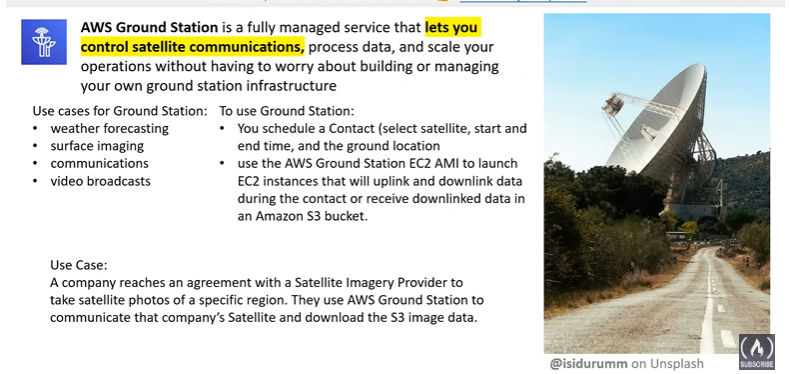 AWS Ground Station is a fully managed service that lets you
control satellite communications, process data, and scale your
operations without having to worry about building or managing
your own ground station infrastructure
Use cases for Ground Station:
• weather forecasting
• surface imaging
• communications
• video broadcasts
To use Ground Station:
• You schedule a Contact (select satellite, start and
end time, and the ground location
• use the AWS Ground Station EC2 AMI to launch
EC2 instances that will uplink and downlink data
during the contact or receive downlinked data in
an Amazon S3 bucket.
Use Case:
A company reaches an agreement with a Satellite Imagery Provider to
take satellite photos of a specific region. They use AWS Ground Station to
communicate that company's Satellite and download the S3 image data.
@isidurumm on Unsplash
SUBSCRIBE